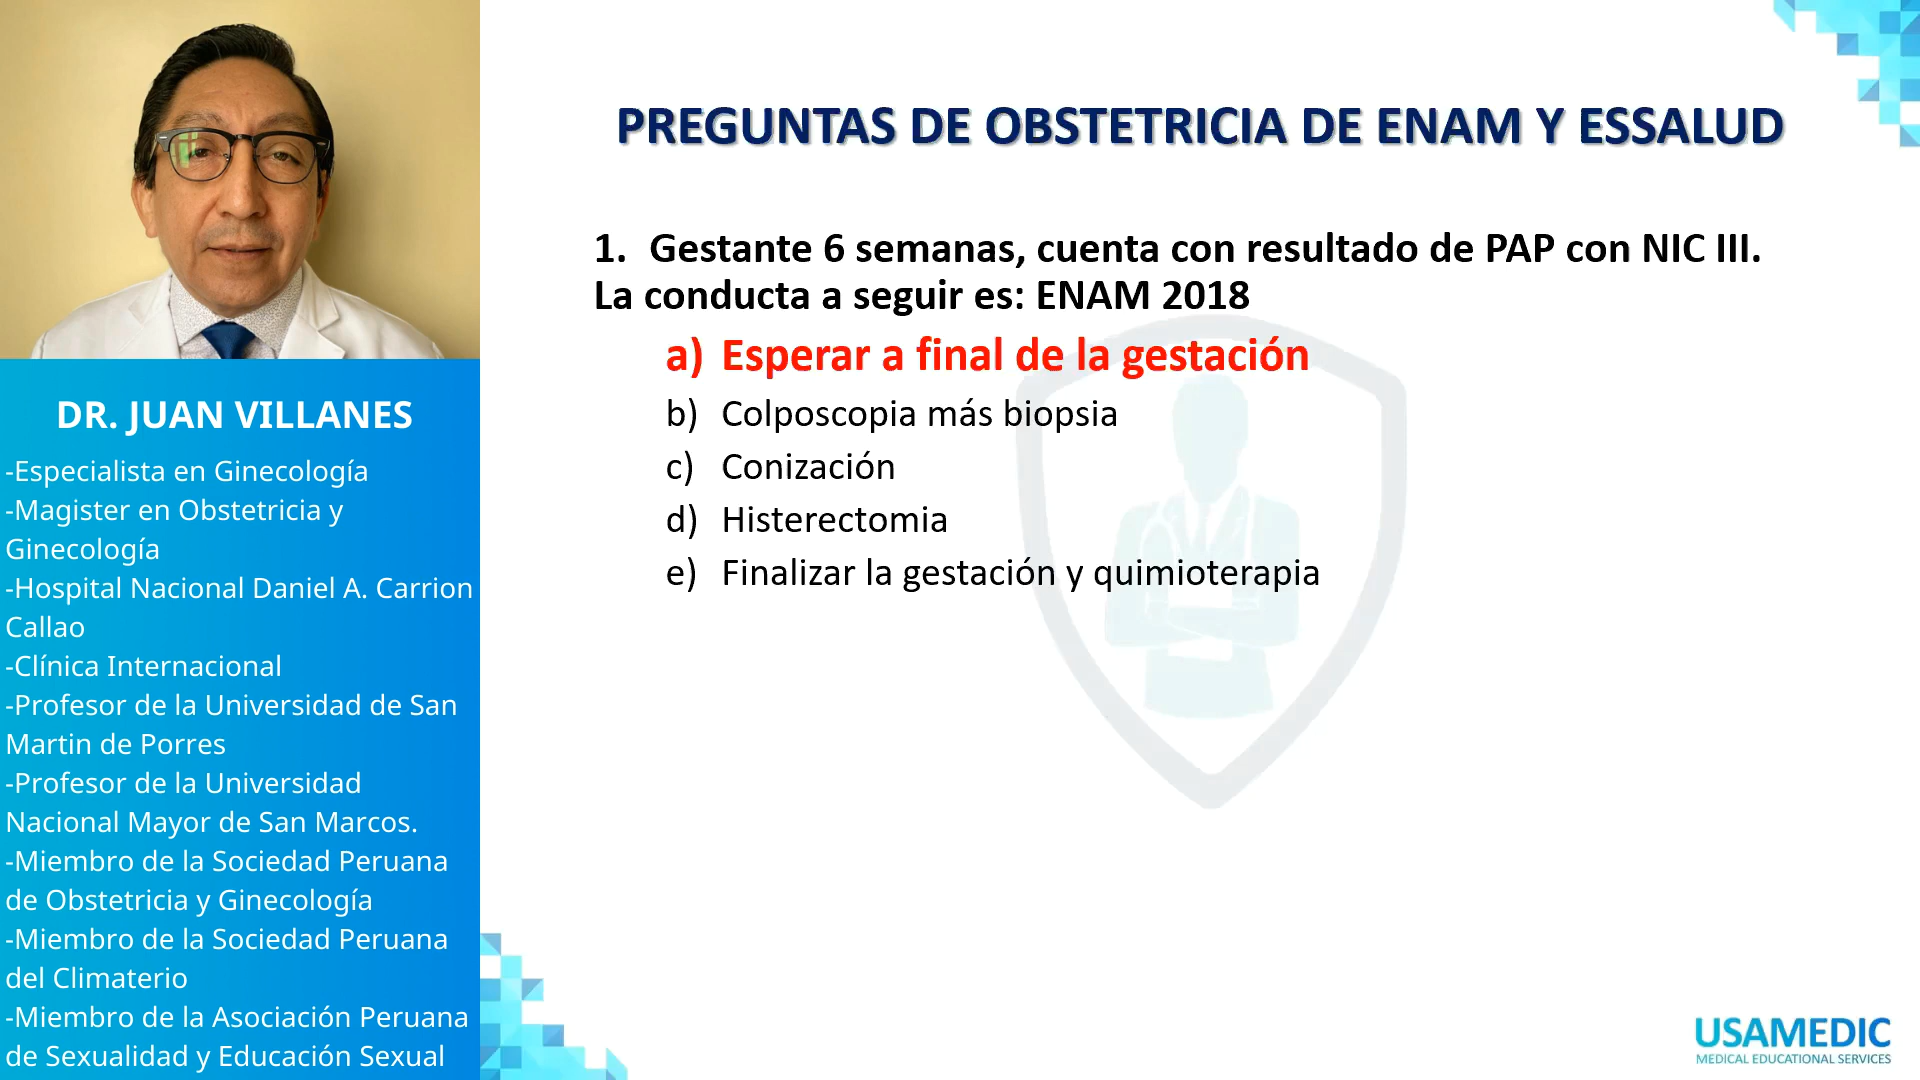 DR. JUAN VILLANES
-Especialista en Ginecología
-Magister en Obstetricia y
Ginecología
-Hospital Nacional Daniel A. Carrion
Callao
-Clínica Internacional
-Profesor de la Universidad de San
Martin de Porres
-Profesor de la Universidad
Nacional Mayor de San Marcos.
-Miembro de la Sociedad Peruana
de Obstetricia y Ginecología
-Miembro de la Sociedad Peruana
del Climaterio
-Miembro de la Asociación Peruana
de Sexualidad y Educación Sexual
PREGUNTAS DE OBSTETRICIA DE ENAM Y ESSALUD
1. Gestante 6 semanas, cuenta con resultado de PAP con NIC III.
La conducta a seguir es: ENAM 2018
a) Esperar a final de la gestación
b) Colposcopia más biopsia
c) Conización
d) Histerectomia
e) Finalizar la gestación y quimioterapia
USAMEDIC
MEDICAL EDUCATIONAL SERVICES